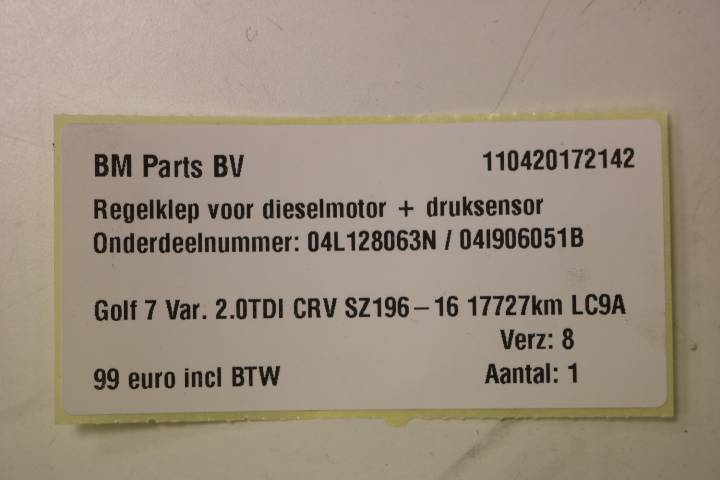 BM Parts BV 110420172142
Regelklep voor dieselmotor + druksensor
Onderdeelnummer: 04L128063N / 04I906051B
Golf 7 Var. 2.0TDI CRV SZ196–16 17727km LC9A
Verz: 8
99 euro incl BTW Aantal: 1